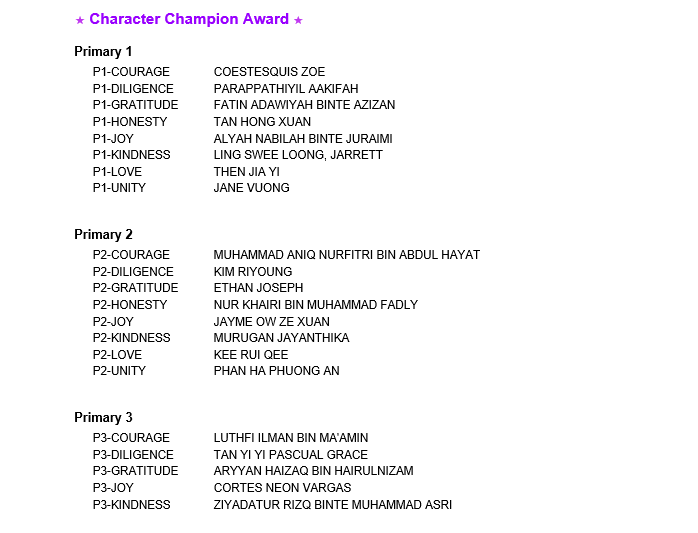 ★ Character Champion Award ★
Primary 1
P1-COURAGE COESTESQUIS ZOE
P1-DILIGENCE PARAPPATHIYIL AAKIFAH
P1-GRATITUDE FATIN ADAWIYAH BINTE AZIZAN
P1-HONESTY TAN HONG XUAN
P1-JOY ALYAH NABILAH BINTE JURAIMI
P1-KINDNESS LING SWEE LOONG, JARRETT
P1-LOVE THEN JIA YI
P1-UNITY JANE VUONG
Primary 2
P2-COURAGE MUHAMMAD ANIQ NURFITRI BIN ABDUL HAYAT
P2-DILIGENCE KIM RIYOUNG
P2-GRATITUDE ETHAN JOSEPH
P2-HONESTY NUR KHAIRI BIN MUHAMMAD FADLY
P2-JOY JAYME OW ZE XUAN
P2-KINDNESS MURUGAN JAYANTHIKA
P2-LOVE KEE RUI QEE
P2-UNITY PHAN HA PHUONG AN
Primary 3
P3-COURAGE LUTHFI ILMAN BIN MA'AMIN
P3-DILIGENCE TAN YI YI PASCUAL GRACE
P3-GRATITUDE ARYYAN HAIZAQ BIN HAIRULNIZAM
P3-JOY CORTES NEON VARGAS
P3-KINDNESS ZIYADATUR RIZQ BINTE MUHAMMAD ASRI